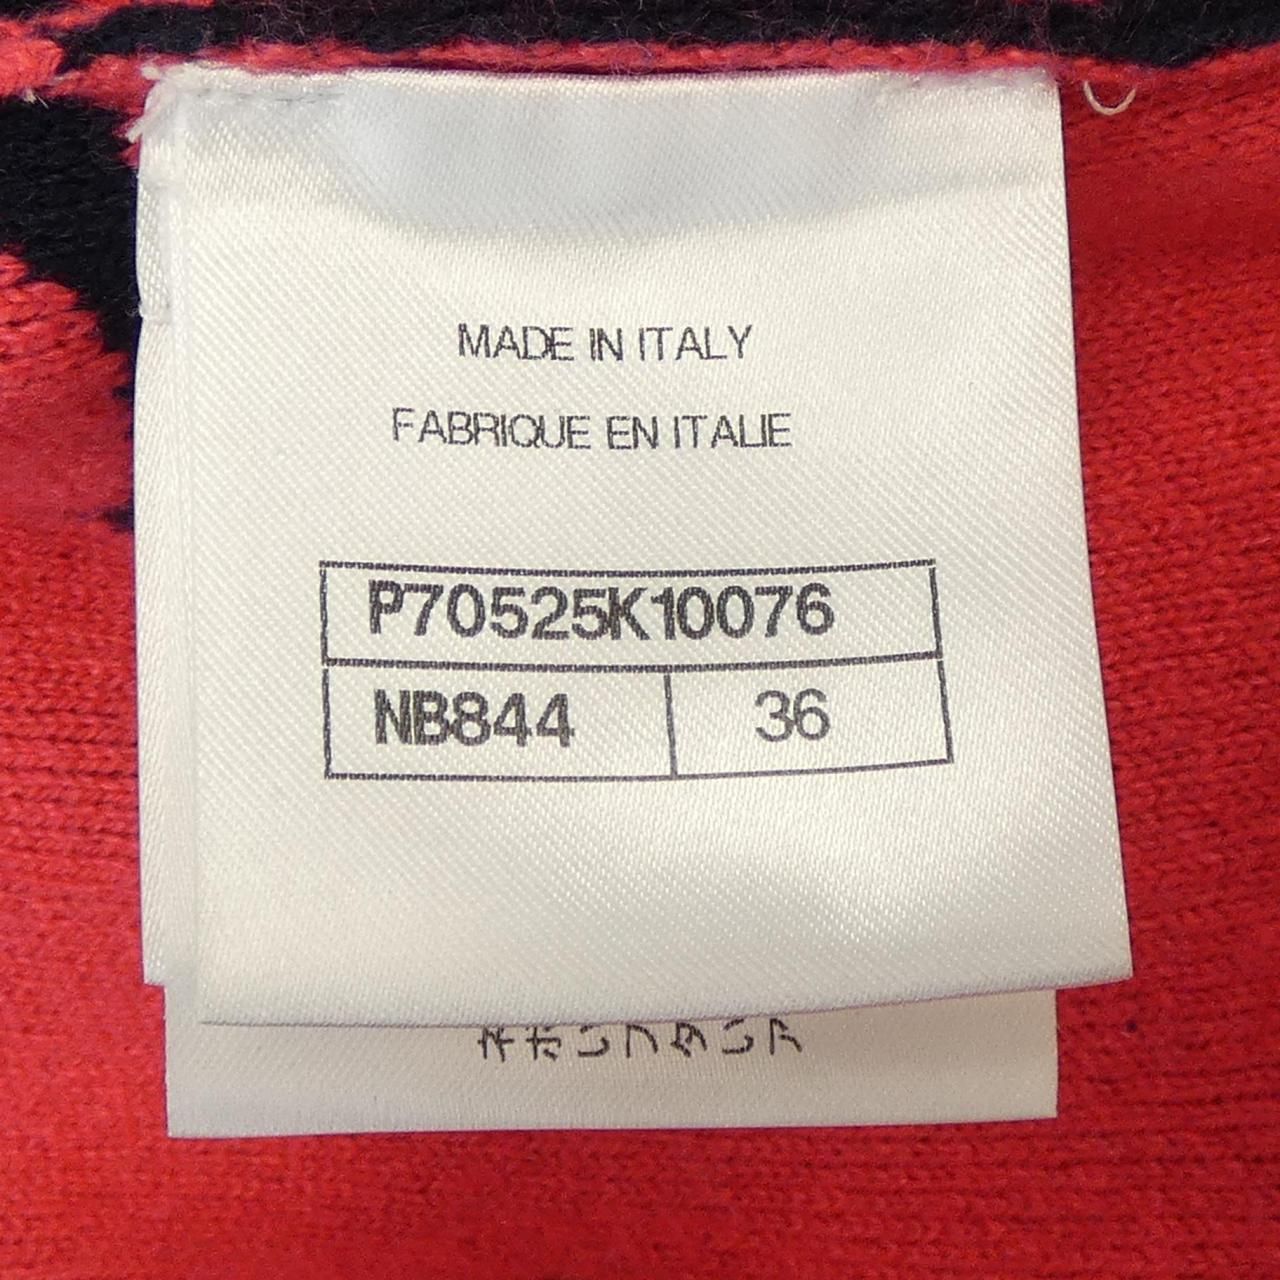 MADE IN ITALY
FABRIQUE EN ITALIE
P70525K10076
NB844 36